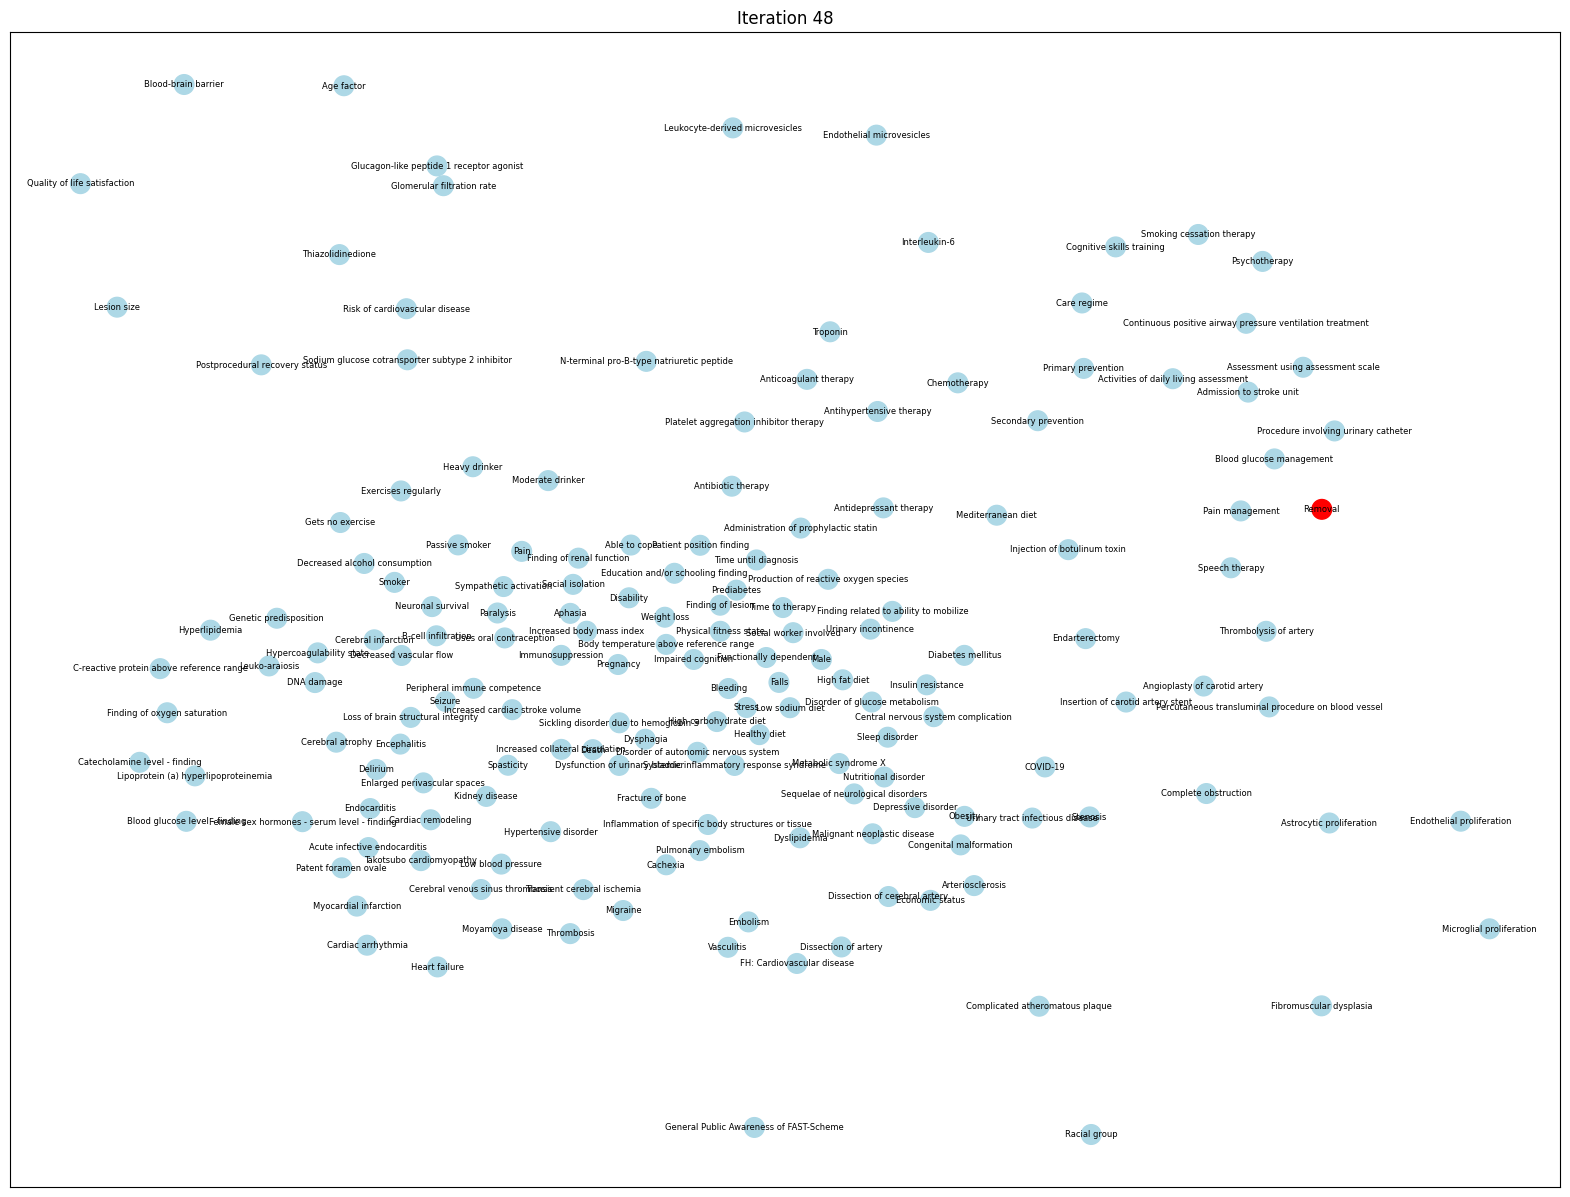 Iteration 48
Blood-brain barrier
Age factor
Leukocyte-derived microvesicles
Endothelial microvesicles
Glucagon-like peptide 1 receptor agonist
Quality of life satisfaction
Glomerular filtration rate
Smoking cessation therapy
Interleukin-6
Cognitive skills training
Thiazolidinedione
Psychotherapy
Care regime
Lesion size
Risk of cardiovascular disease
Continuous positive airway pressure ventilation treatment
Troponin
Sodium glucose cotransporter subtype 2 inhibitor
N-terminal pro-B-type natriuretic peptide
Postprocedural recovery status
Primary prevention
Assessment using assessment scale
Anticoagulant therapy
Activities of daily living assessment
Chemotherapy
Admission to stroke unit
Antihypertensive therapy
Platelet aggregation inhibitor therapy
Secondary prevention
Procedure involving urinary catheter
Blood glucose management
Heavy drinker
Moderate drinker
Antibiotic therapy
Exercises regularly
Antidepressant therapy
Removal
Pain management
Mediterranean diet
Gets no exercise
Administration of prophylactic statin
Passive smoker
Able to cope
Patient position finding
Injection of botulinum toxin
Pain
Finding of renal function
Time until diagnosis
Decreased alcohol consumption
Speech therapy
Education and/or schooling finding
Production of reactive oxygen species
Smoker
Sympathetic activation
Social isolation
Prediabetes
Disability
Neuronal survival
Finding of lesion
Time to therapy
Paralysis
Aphasia
Finding related to ability to mobilize
Genetic predisposition
Weight loss
Hyperlipidemia
Urinary incontinence
Increased body mass index
Physical fitness state
Social worker involved
Thrombolysis of artery
B-cell infiltration
Uses oral contraception
Cerebral infarction
Endarterectomy
Body temperature above reference range
Hypercoagulability state
Decreased vascular flow
Immunosuppression
Functionally dependent
Diabetes mellitus
Impaired cognition
Male
Pregnancy
Leuko-araiosis
C-reactive protein above reference range
High fat diet
DNA damage
Falls
Insulin resistance
Angioplasty of carotid artery
Peripheral immune competence
Bleeding
Seizure
Disorder of glucose metabolism
Insertion of carotid artery stent
Percutaneous transluminal procedure on blood vessel
Stress
Low sodium diet
Increased cardiac stroke volume
Finding of oxygen saturation
Loss of brain structural integrity
Central nervous system complication
High carbohydrate diet
Sickling disorder due to hemoglobin S
Healthy diet
Sleep disorder
Dysphagia
Cerebral atrophy
Encephalitis
Increased collateral circulation
Death
Disorder of autonomic nervous system
Catecholamine level - finding
Metabolic syndrome X
Spasticity
Dysfunction of urinary bladder
Systemic inflammatory response syndrome
COVID-19
Delirium
Lipoprotein (a) hyperlipoproteinemia
Nutritional disorder
Enlarged perivascular spaces
Sequelae of neurological disorders
Complete obstruction
Kidney disease
Fracture of bone
Endocarditis
Depressive disorder
Obesity
Urinary tract infectious disease
Stenosis
Cardiac remodeling
Blood glucose level - finding
Female sex hormones - serum level - finding
Endothelial proliferation
Astrocytic proliferation
Inflammation of specific body structures or tissue
Hypertensive disorder
Malignant neoplastic disease
Dyslipidemia
Congenital malformation
Acute infective endocarditis
Pulmonary embolism
Takotsubo cardiomyopathy
Low blood pressure
Cachexia
Patent foramen ovale
Arteriosclerosis
Cerebral venous sinus thrombosis
Transient cerebral ischemia
Dissection of cerebral artery
Economic status
Myocardial infarction
Migraine
Embolism
Moyamoya disease
Microglial proliferation
Thrombosis
Cardiac arrhythmia
Vasculitis
Dissection of artery
FH: Cardiovascular disease
Heart failure
Complicated atheromatous plaque
Fibromuscular dysplasia
General Public Awareness of FAST-Scheme
Racial group